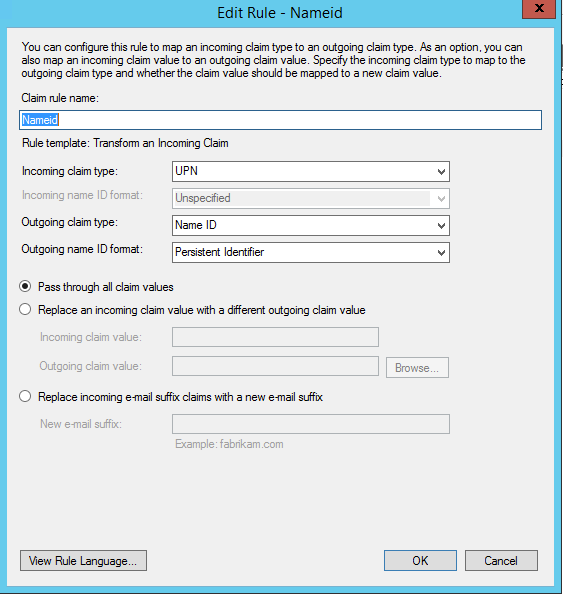 Edit Rule - Nameid
x
You can configure this rule to map an incoming claim type to an outgoing claim type. As an option, you can
also map an incoming claim value to an outgoing claim value. Specify the incoming claim type to map to the
outgoing claim type and whether the claim value should be mapped to a new claim value.
Claim rule name:
Nameid
Rule template: Transform an Incoming Claim
Incoming claim type:
UPN
Incoming name ID format:
Unspecified
Outgoing claim type:
Name ID
Outgoing name ID format:
Persistent Identifier
Pass through all claim values
Replace an incoming claim value with a different outgoing claim value
Incoming claim value:
Outgoing claim value:
Browse...
Replace incoming e-mail suffix claims with a new e-mail suffix
New e-mail suffix:
Example: fabrikam.com
View Rule Language...
OK
Cancel